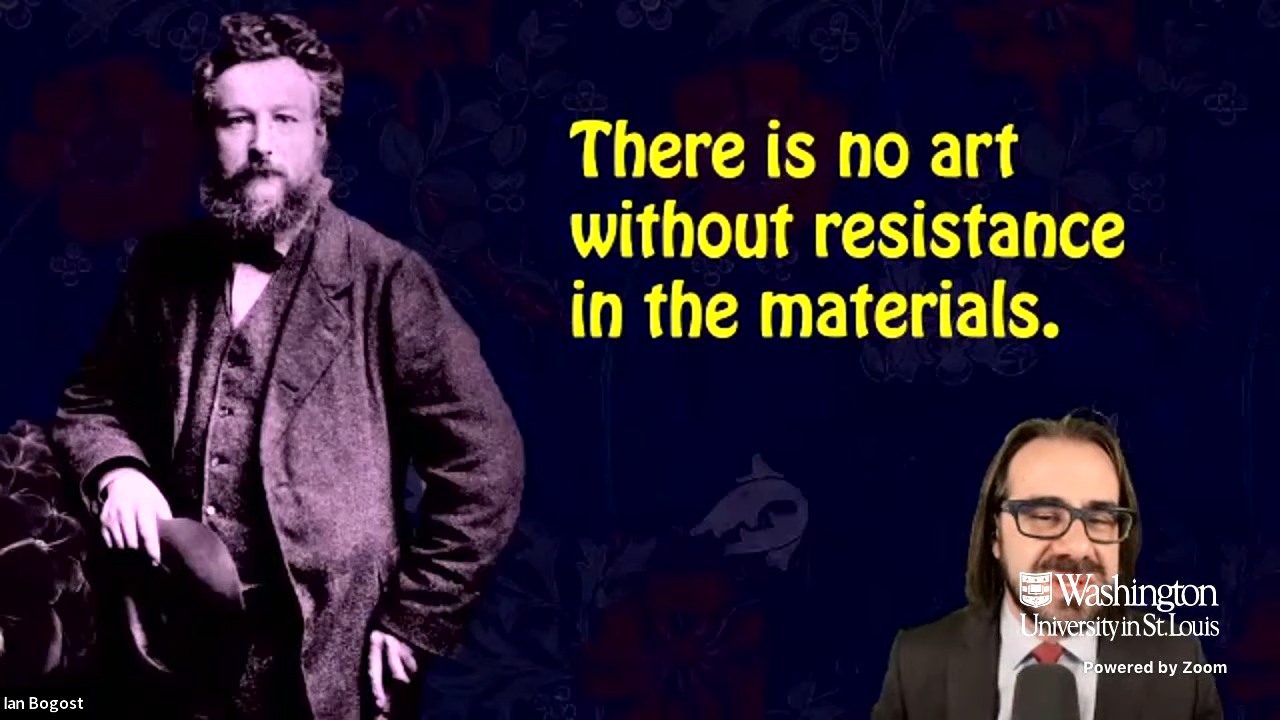 There is no art
without resistance
in the materials.
Washington
University in St. Louis
Powered by Zoom
Ian Bogost